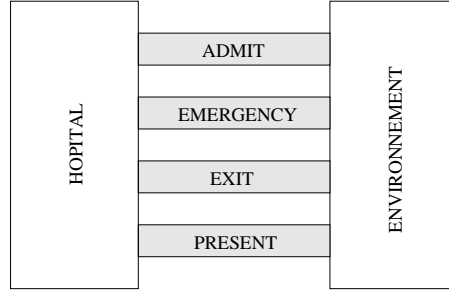 HOPITAL
ADMIT
EMERGENCY
EXIT
PRESENT
ENVIRONNEMENT